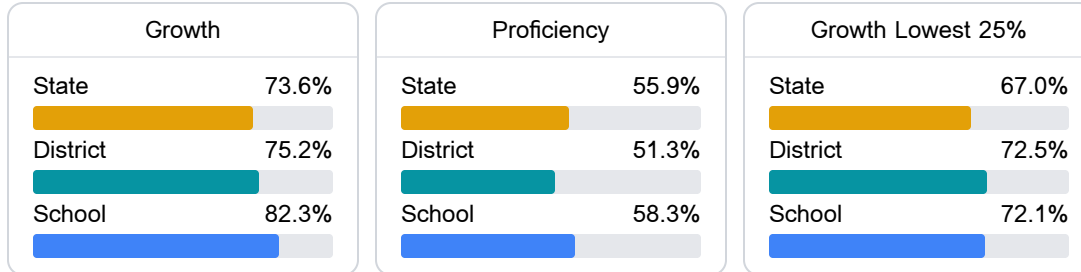 Growth
State 73.6%
District 75.2%
School 82.3%
Proficiency
State 55.9%
District 51.3%
School 58.3%
Growth Lowest 25%
State 67.0%
District 72.5%
School 72.1%